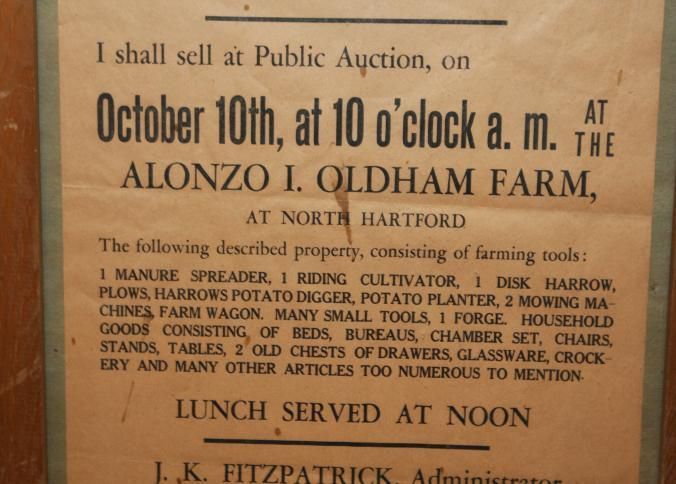 I shall sell at Public Auction, on
October 10th, at 10 o'clock a. m. AT THE
ALONZO I. OLDHAM FARM,
AT NORTH HARTFORD
The following described property, consisting of farming tools:
1 MANURE SPREADER, 1 RIDING CULTIVATOR, 1 DISK HARROW,
PLOWS, HARROWS POTATO DIGGER, POTATO PLANTER, 2 MOWING MA-
CHINES, FARM WAGON. MANY SMALL TOOLS, 1 FORGE. HOUSEHOLD
GOODS CONSISTING OF BEDS, BUREAUS, CHAMBER SET, CHAIRS,
STANDS, TABLES, 2 OLD CHESTS OF DRAWERS, GLASSWARE, CROCK-
ERY AND MANY OTHER ARTICLES TOO NUMEROUS TO MENTION.
LUNCH SERVED AT NOON
J. K. FITZPATRICK, Administrator